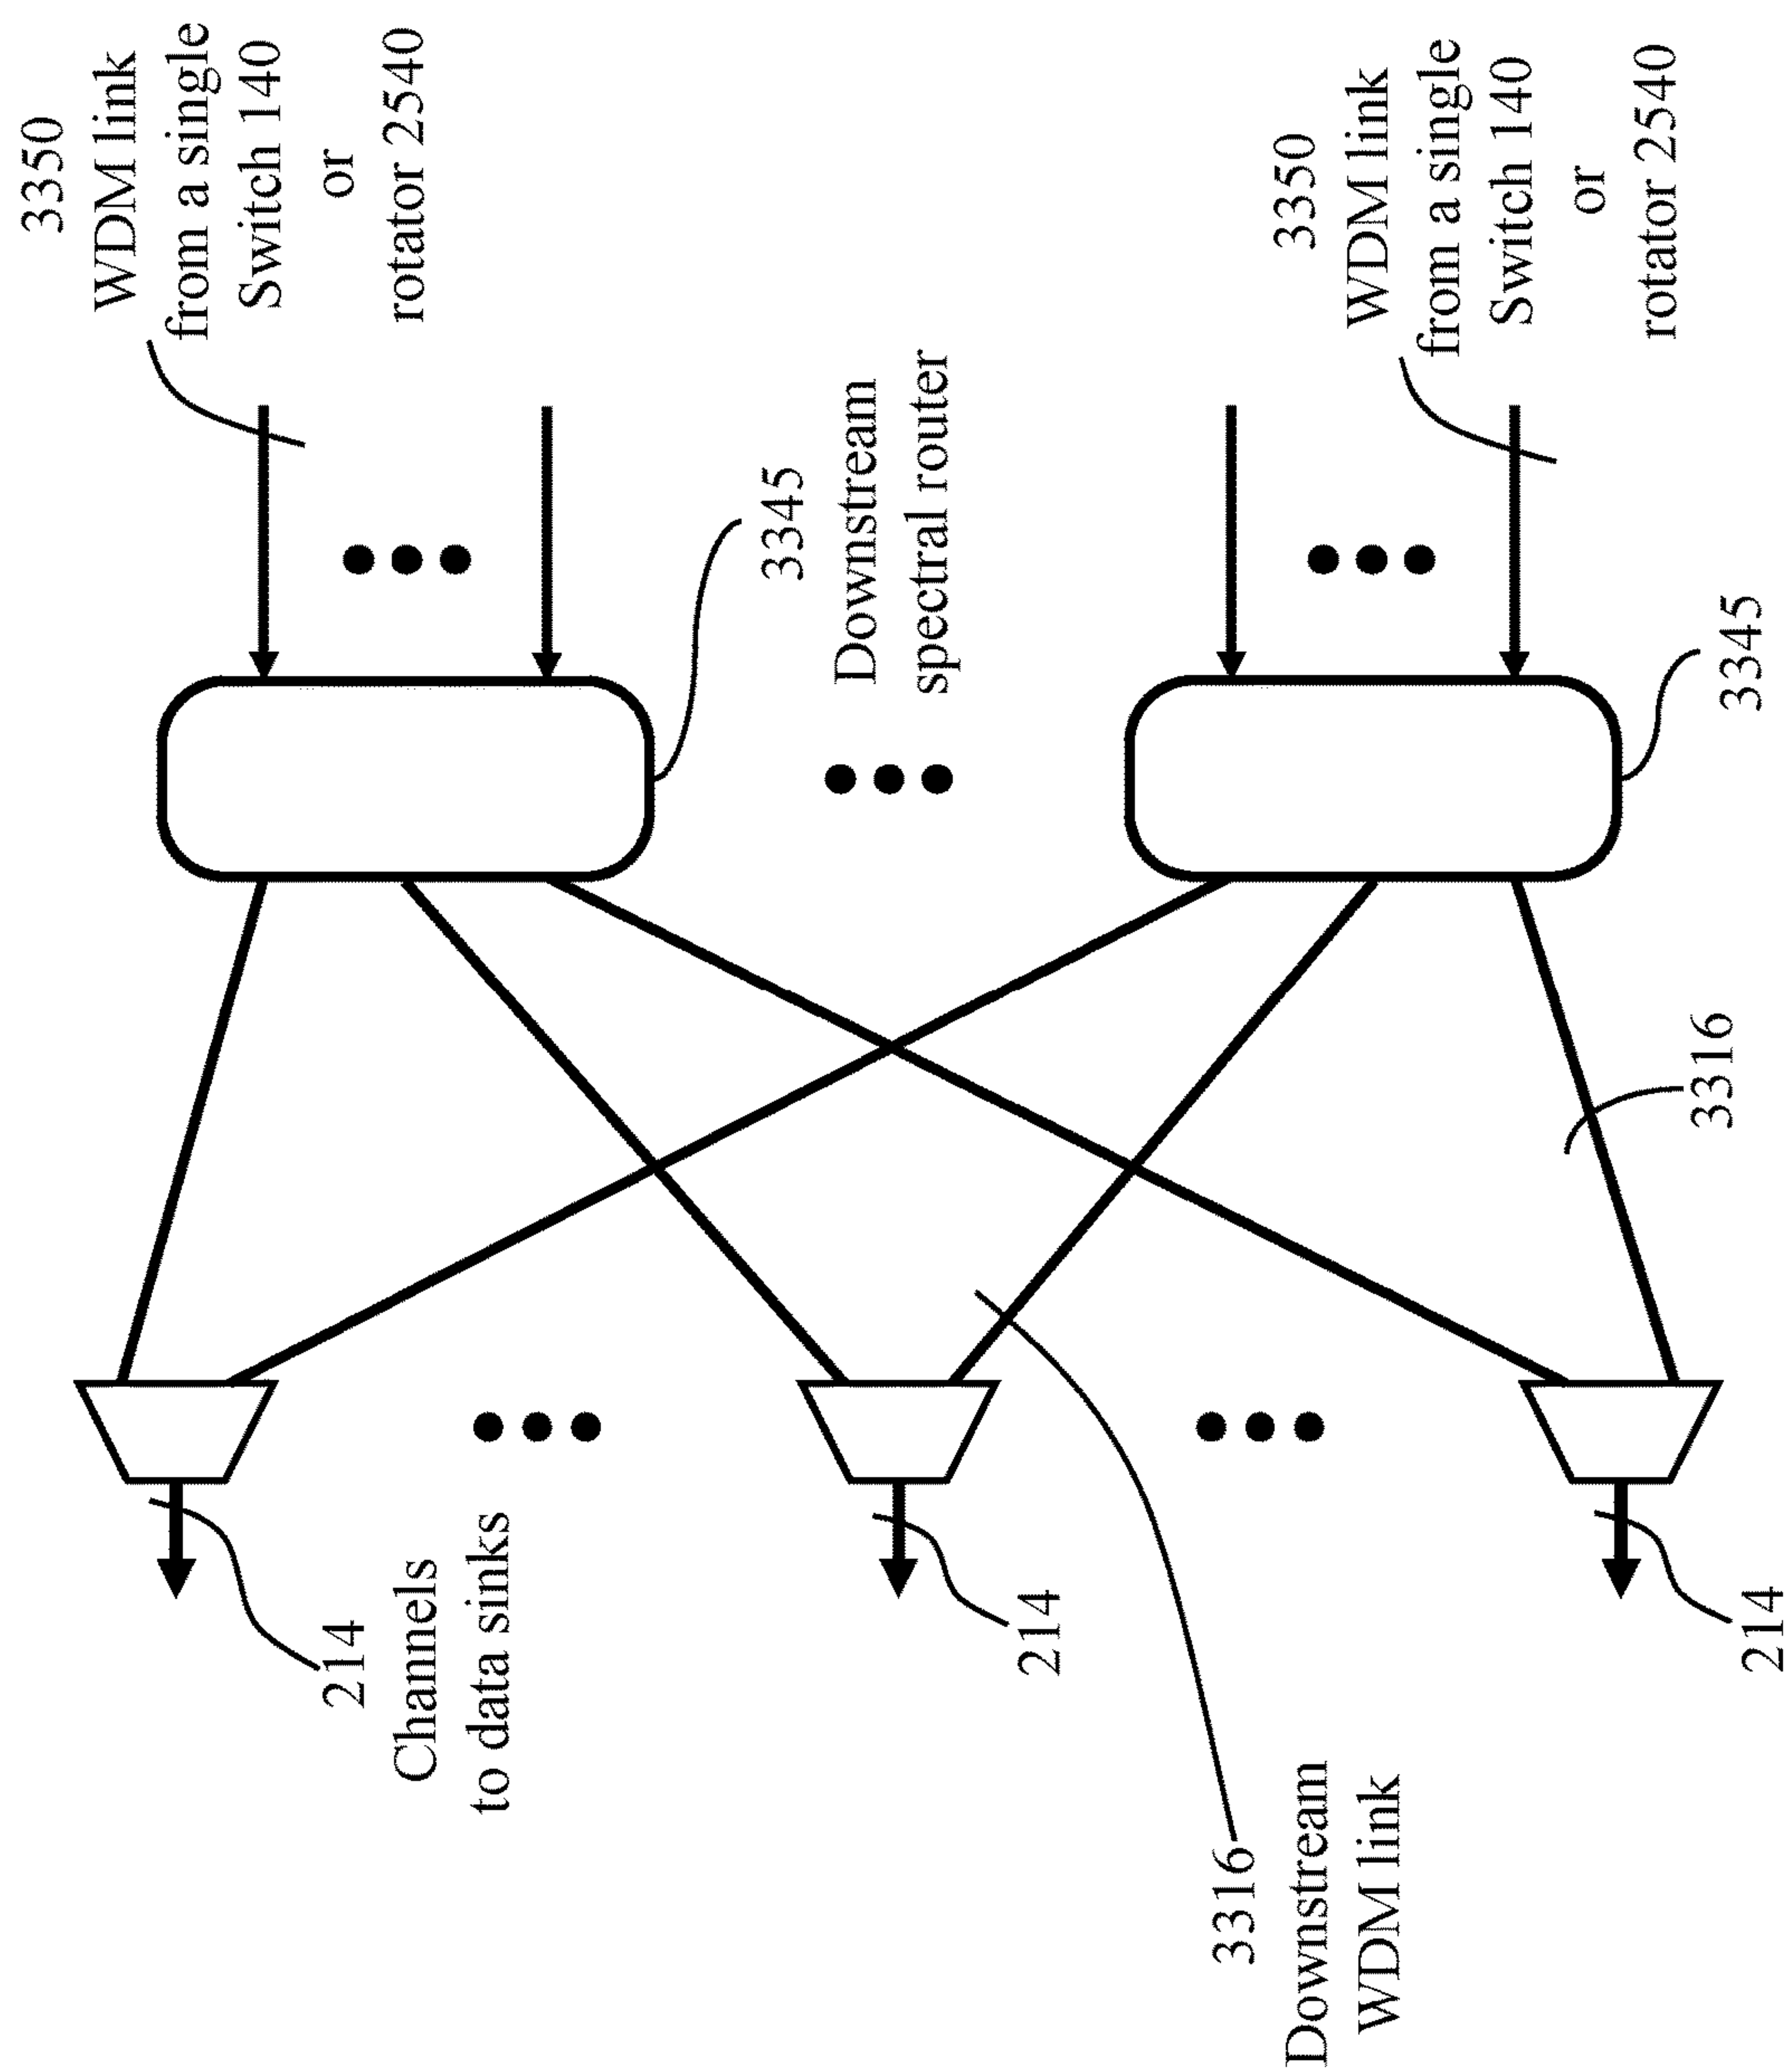 3350
WDM link
from a single
Switch 140
or
rotator 2540
214
Channels
to data sinks
3345
Downstream
spectral router
214
3316
Downstream
WDM link
3350
WDM link
from a single
Switch 140
or
rotator 2540
214
3316
3345